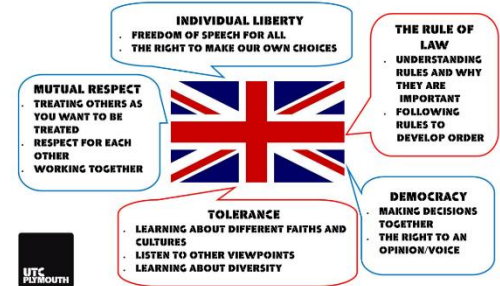 INDIVIDUAL LIBERTY
. FREEDOM OF SPEECH FOR ALL
. THE RIGHT TO MAKE OUR OWN CHOICES
THE RULE OF
LAW
. UNDERSTANDING
RULES AND WHY
THEY ARE
IMPORTANT
. FOLLOWING
RULES TO
DEVELOP ORDER
MUTUAL RESPECT
. TREATING OTHERS AS
YOU WANT TO BE
TREATED
. RESPECT FOR EACH
OTHER
. WORKING TOGETHER
DEMOCRACY
. MAKING DECISIONS
TOGETHER
. THE RIGHT TO AN
OPINION/VOICE
TOLERANCE
. LEARNING ABOUT DIFFERENT FAITHS AND
CULTURES
. LISTEN TO OTHER VIEWPOINTS
. LEARNING ABOUT DIVERSITY
UTC
PLYMOUTH